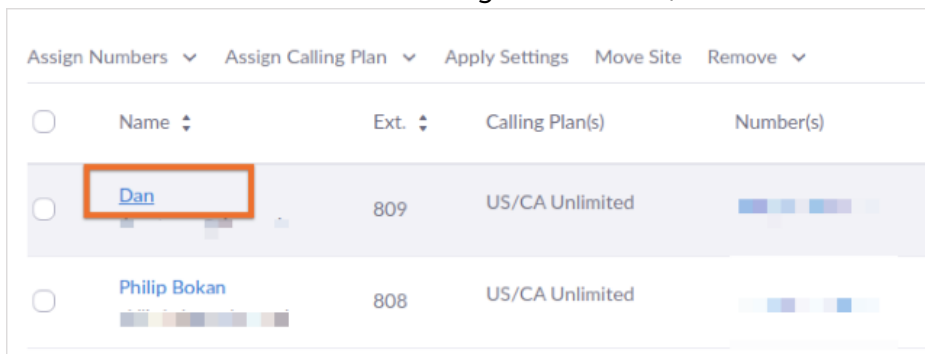 Assign Numbers Assign Calling Plan Apply Settings Move Site Remove
Name Ext. Calling Plan(s) Number(s)
Dan 809 US/CA Unlimited
Philip Bokan 808 US/CA Unlimited